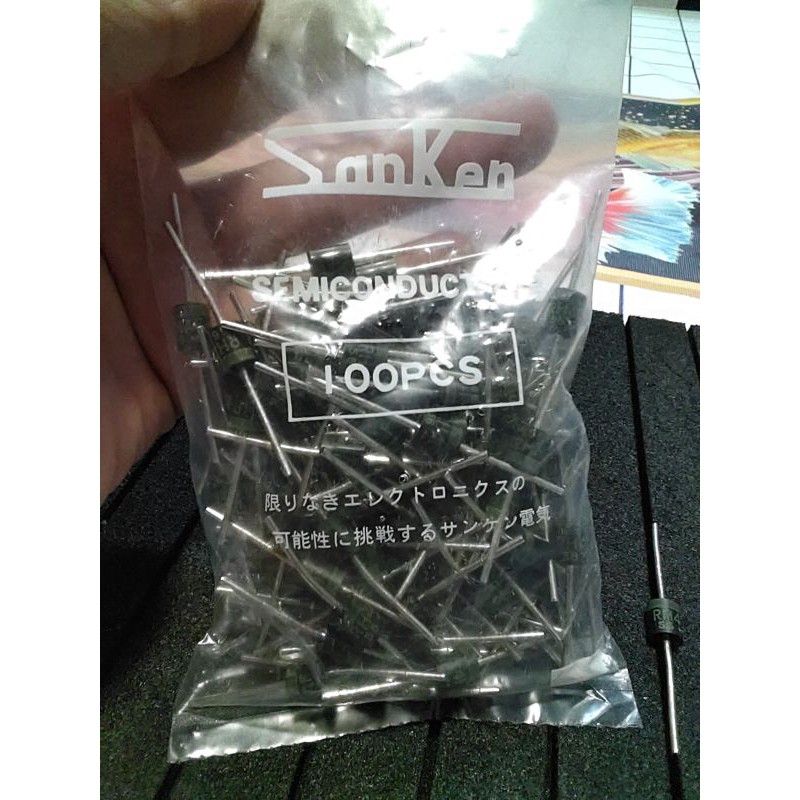 SanKen
SEMICONDUCT
100PCS
限りなきエレクトロニクスの
可能性に挑戦するサンケン電気